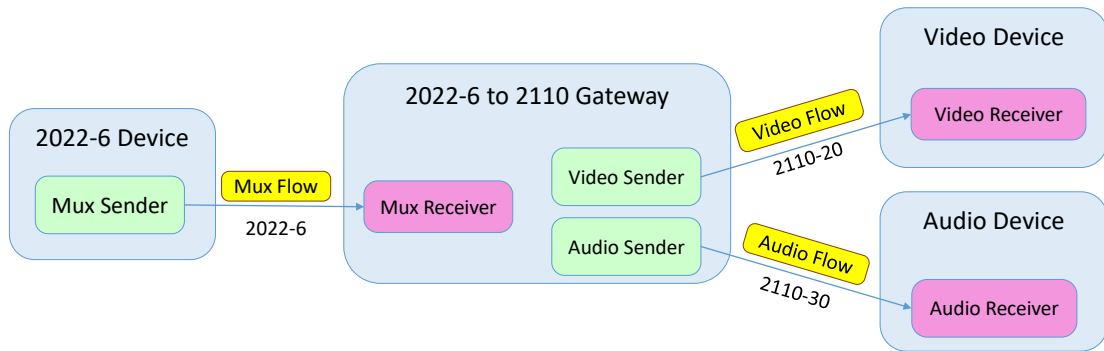 2022-6 Device
Mux Sender
Mux Flow
2022-6
2022-6 to 2110 Gateway
Mux Receiver
Video Sender
Audio Sender
Video Flow
2110-20
Audio Flow
2110-30
Video Device
Video Receiver
Audio Device
Audio Receiver